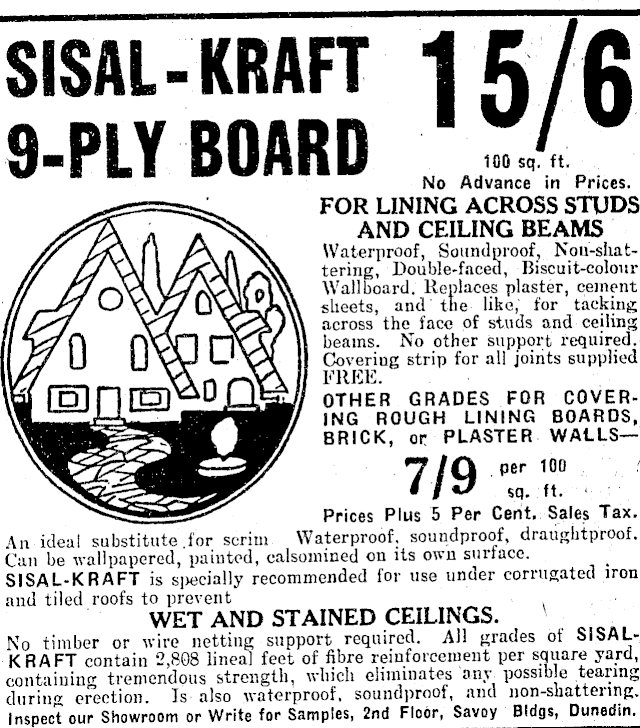 SISAL-KRAFT
9-PLY BOARD
15/6
100 sq. ft.
No Advance in Prices.
FOR LINING ACROSS STUDS
AND CEILING BEAMS
Waterproof, Soundproof, Non-shat-
tering, Double-faced, Biscuit-colour
Wallboard. Replaces plaster, cement
sheets, and the like, for tacking
across the face of studs and ceiling
beams. No other support required.
Covering strip for all joints supplied
FREE.
OTHER GRADES FOR COVER-
ING ROUGH LINING BOARDS,
BRICK, or PLASTER WALLS—
7/9 per 100
sq. ft.
Prices Plus 5 Per Cent. Sales Tax.
An ideal substitute for scrim Waterproof, soundproof, draughtproof.
Can be wallpapered, painted, calsomined on its own surface.
SISAL-KRAFT is specially recommended for use under corrugated iron
and tiled roofs to prevent
WET AND STAINED CEILINGS.
No timber or wire netting support required. All grades of SISAL-
KRAFT contain 2,808 lineal feet of fibre reinforcement per square yard,
containing tremendous strength, which eliminates any possible tearing
during erection. Is also waterproof, soundproof, and non-shattering.
Inspect our Showroom or Write for Samples, 2nd Floor, Savoy Bldgs, Dunedin.